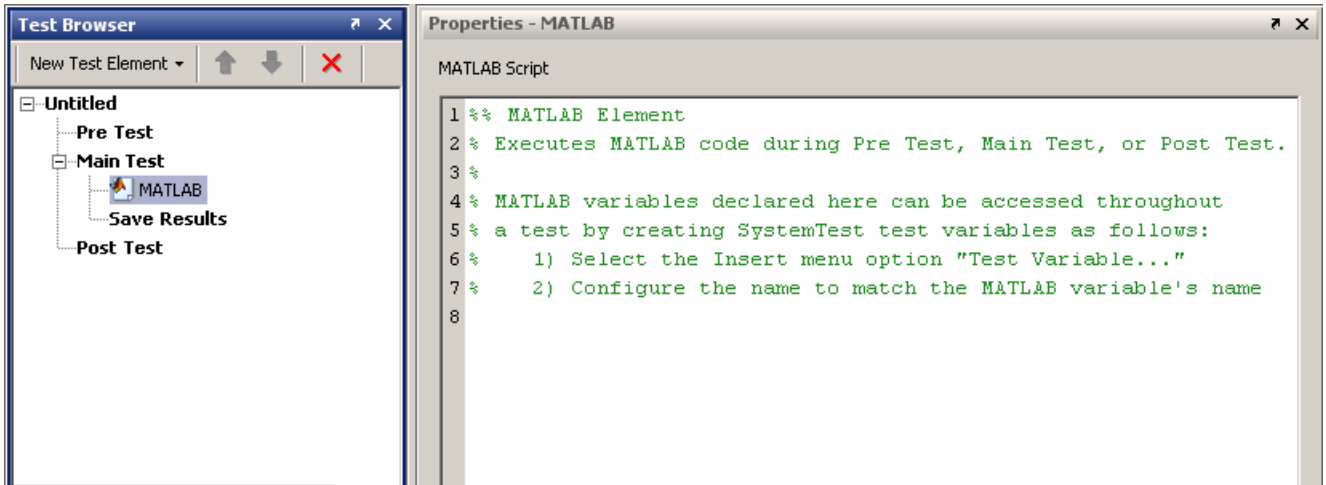 Test Browser
New Test Element
Untitled
Pre Test
Main Test
MATLAB
Save Results
Post Test
Properties - MATLAB
MATLAB Script
1 %% MATLAB Element
2 % Executes MATLAB code during Pre Test, Main Test, or Post Test.
3 %
4 % MATLAB variables declared here can be accessed throughout
5 % a test by creating SystemTest test variables as follows:
6 % 1) Select the Insert menu option "Test Variable..."
7 % 2) Configure the name to match the MATLAB variable's name
8